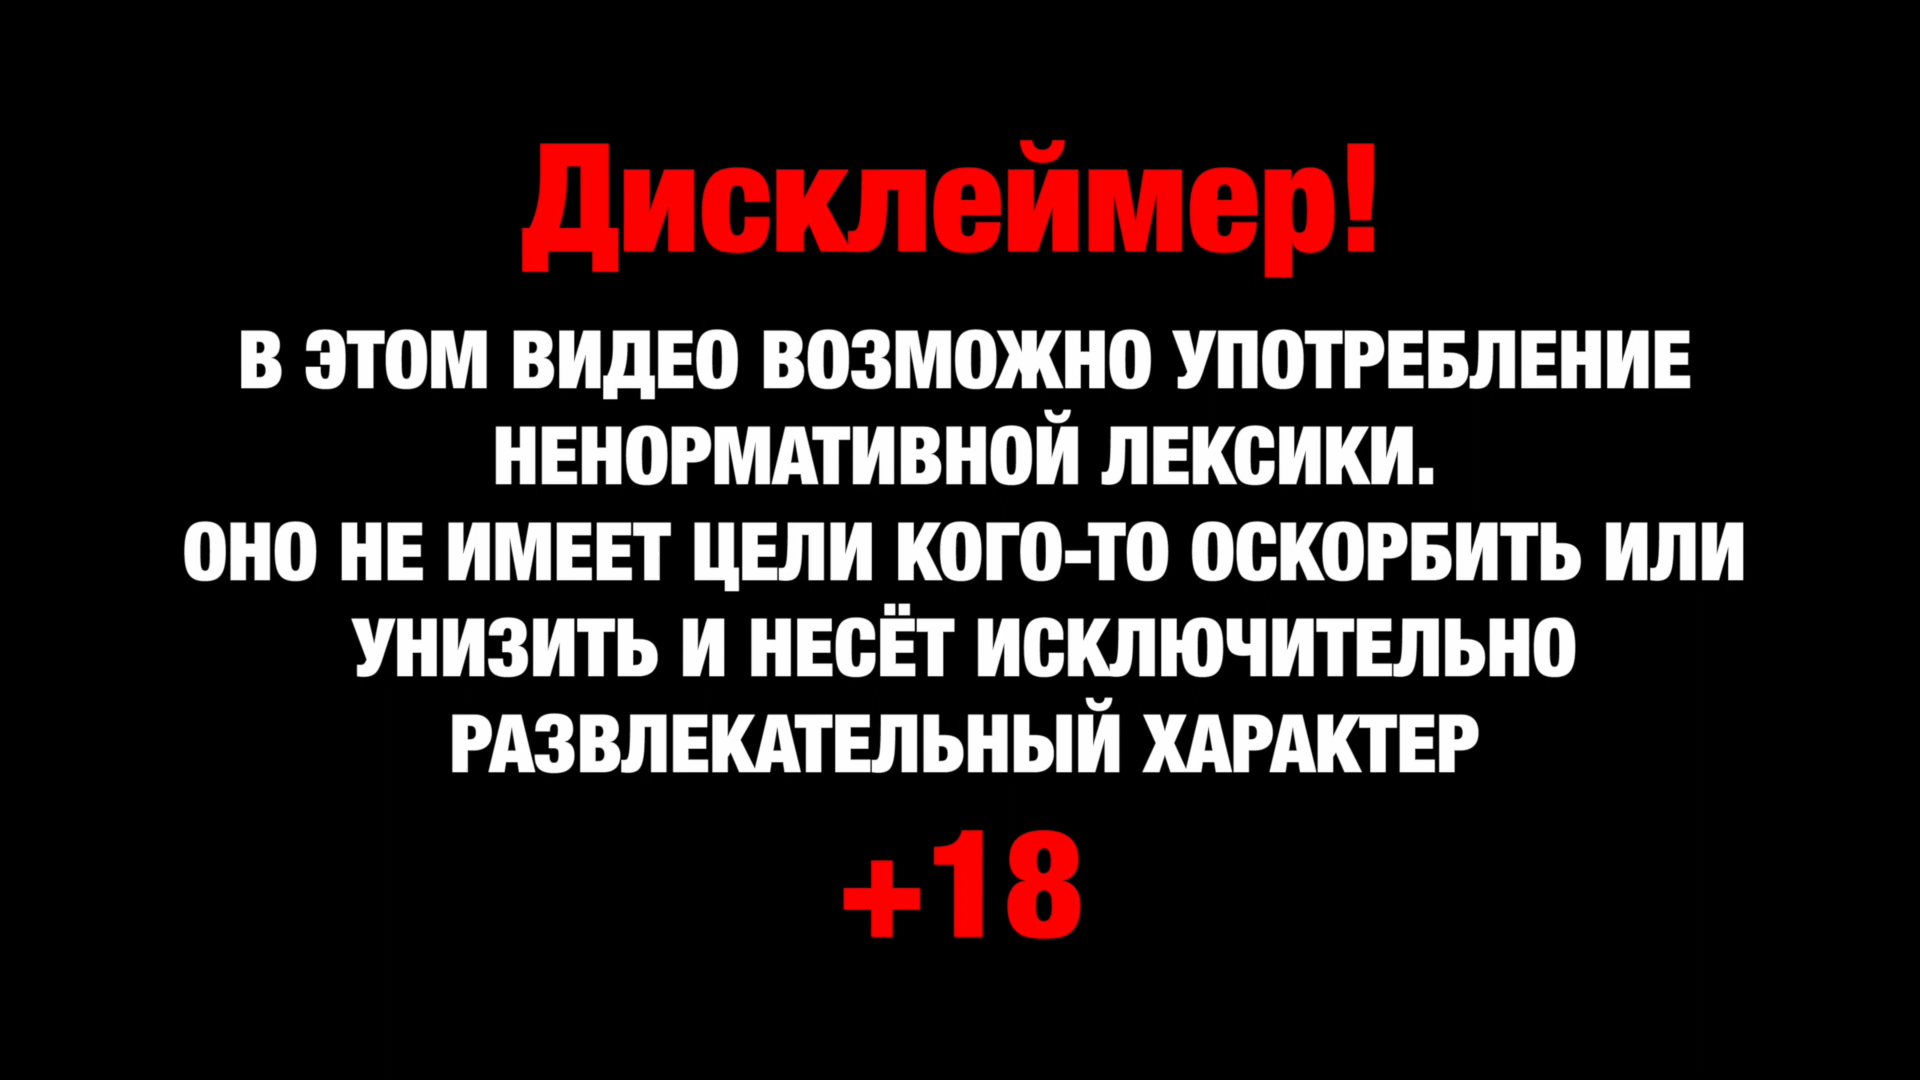 Дисклеймер!
В ЭТОМ ВИДЕО ВОЗМОЖНО УПОТРЕБЛЕНИЕ
НЕНОРМАТИВНОЙ ЛЕКСИКИ.
ОНО НЕ ИМЕЕТ ЦЕЛИ КОГО-ТО ОСКОРБИТЬ ИЛИ
УНИЗИТЬ И НЕСЁТ ИСКЛЮЧИТЕЛЬНО
РАЗВЛЕКАТЕЛЬНЫЙ ХАРАКТЕР
+18